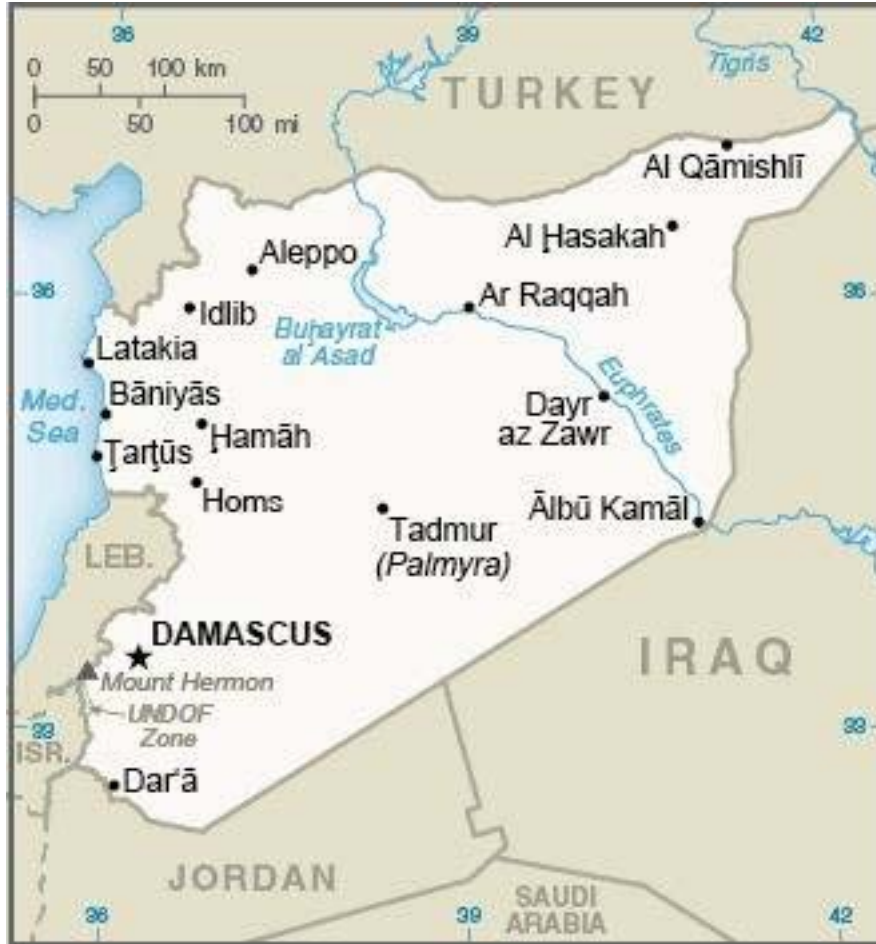 36
39
42
0 50 100 km
0 50 100 mi
Tigris
TURKEY
Al Qāmishlī
Al Ḩasakah
Aleppo
36
36
Ar Raqqah
Idlib
Buḩayrat
al Asad
Latakia
Euphrates
Bāniyās
Med.
Sea
Dayr
az Zawr
Ḩamāh
Ţarţūs
Homs
Ālbū Kamāl
Tadmur
(Palmyra)
LEB.
DAMASCUS
IRAQ
Mount Hermon
UNDOF
Zone
33
33
ISR.
Dar‘ā
JORDAN
SAUDI
ARABIA
36
39
42